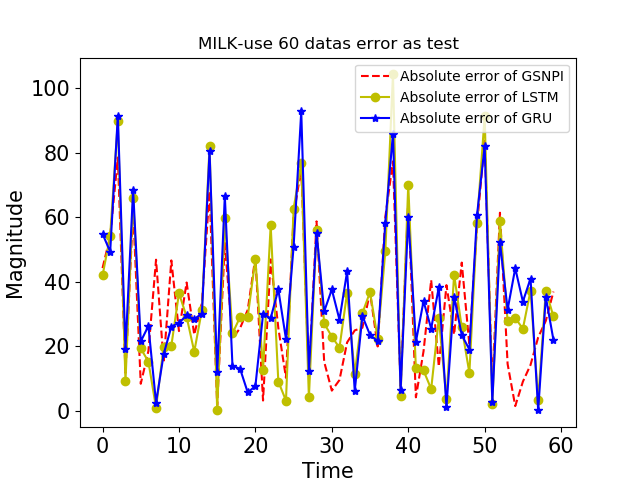 MILK-use 60 datas error as test
Absolute error of GSNPI
Absolute error of LSTM
Absolute error of GRU
Magnitude
100
80
60
40
20
0
0 10 20 30 40 50 60
Time